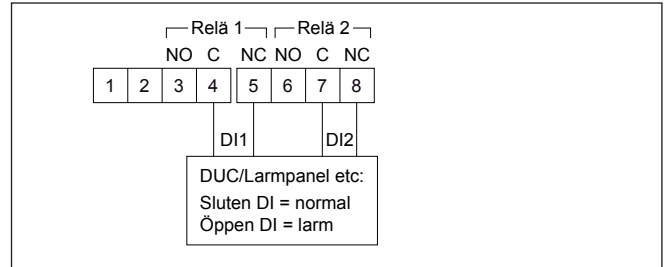 Relä 1 Relä 2
NO C NC NO C NC
1 2 3 4 5 6 7 8
DI1 DI2
DUC/Larmpanel etc:
Sluten DI = normal
Öppen DI = larm